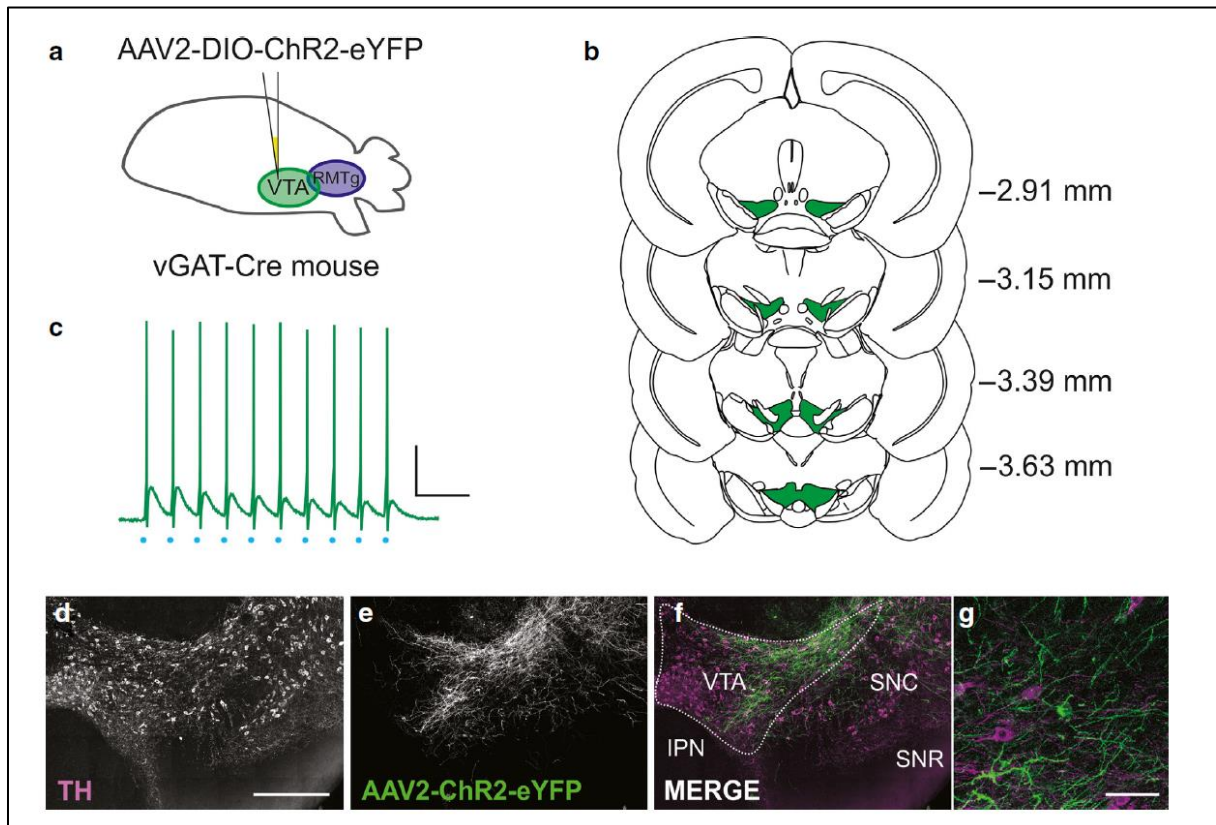 a
AAV2-DIO-ChR2-eYFP
VTA
RMTg
vGAT-Cre mouse
b
–2.91 mm
–3.15 mm
–3.39 mm
–3.63 mm
c
d
TH
e
AAV2-ChR2-eYFP
f
VTA
SNC
IPN
SNR
MERGE
g